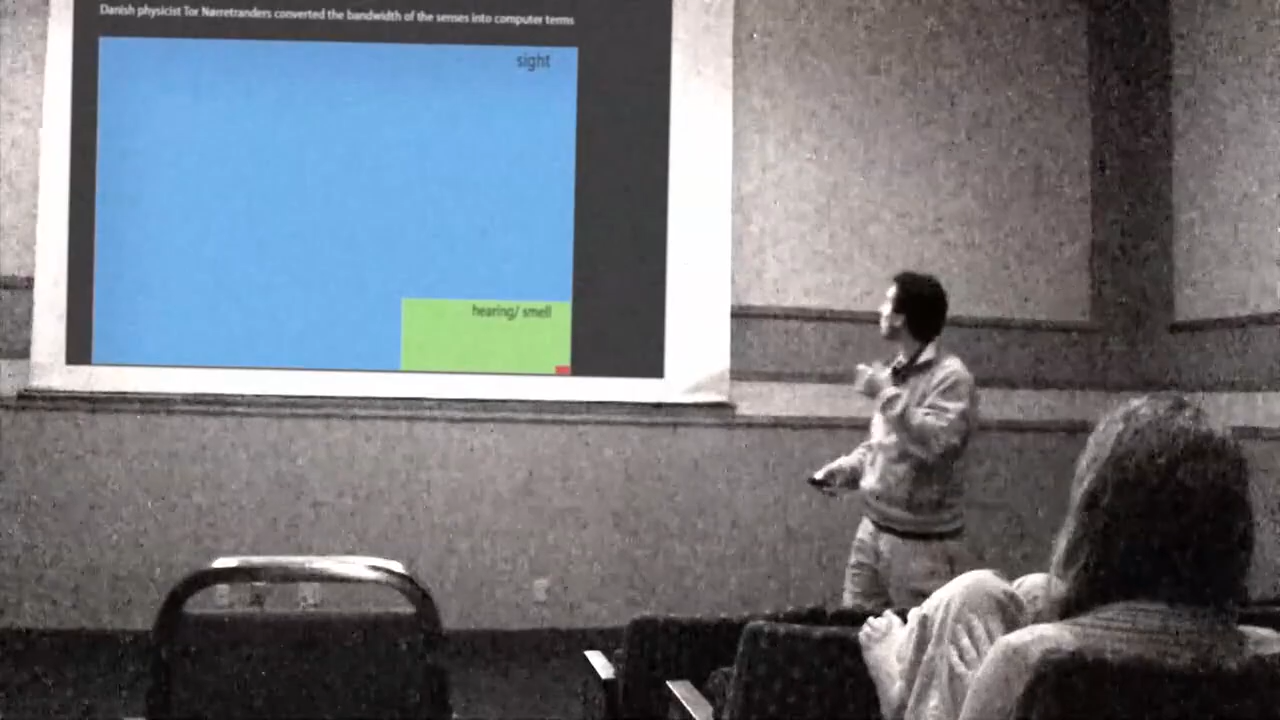 Danish physicist Tor Nørretranders converted the bandwidth of the senses into computer terms
sight
hearing/ smell